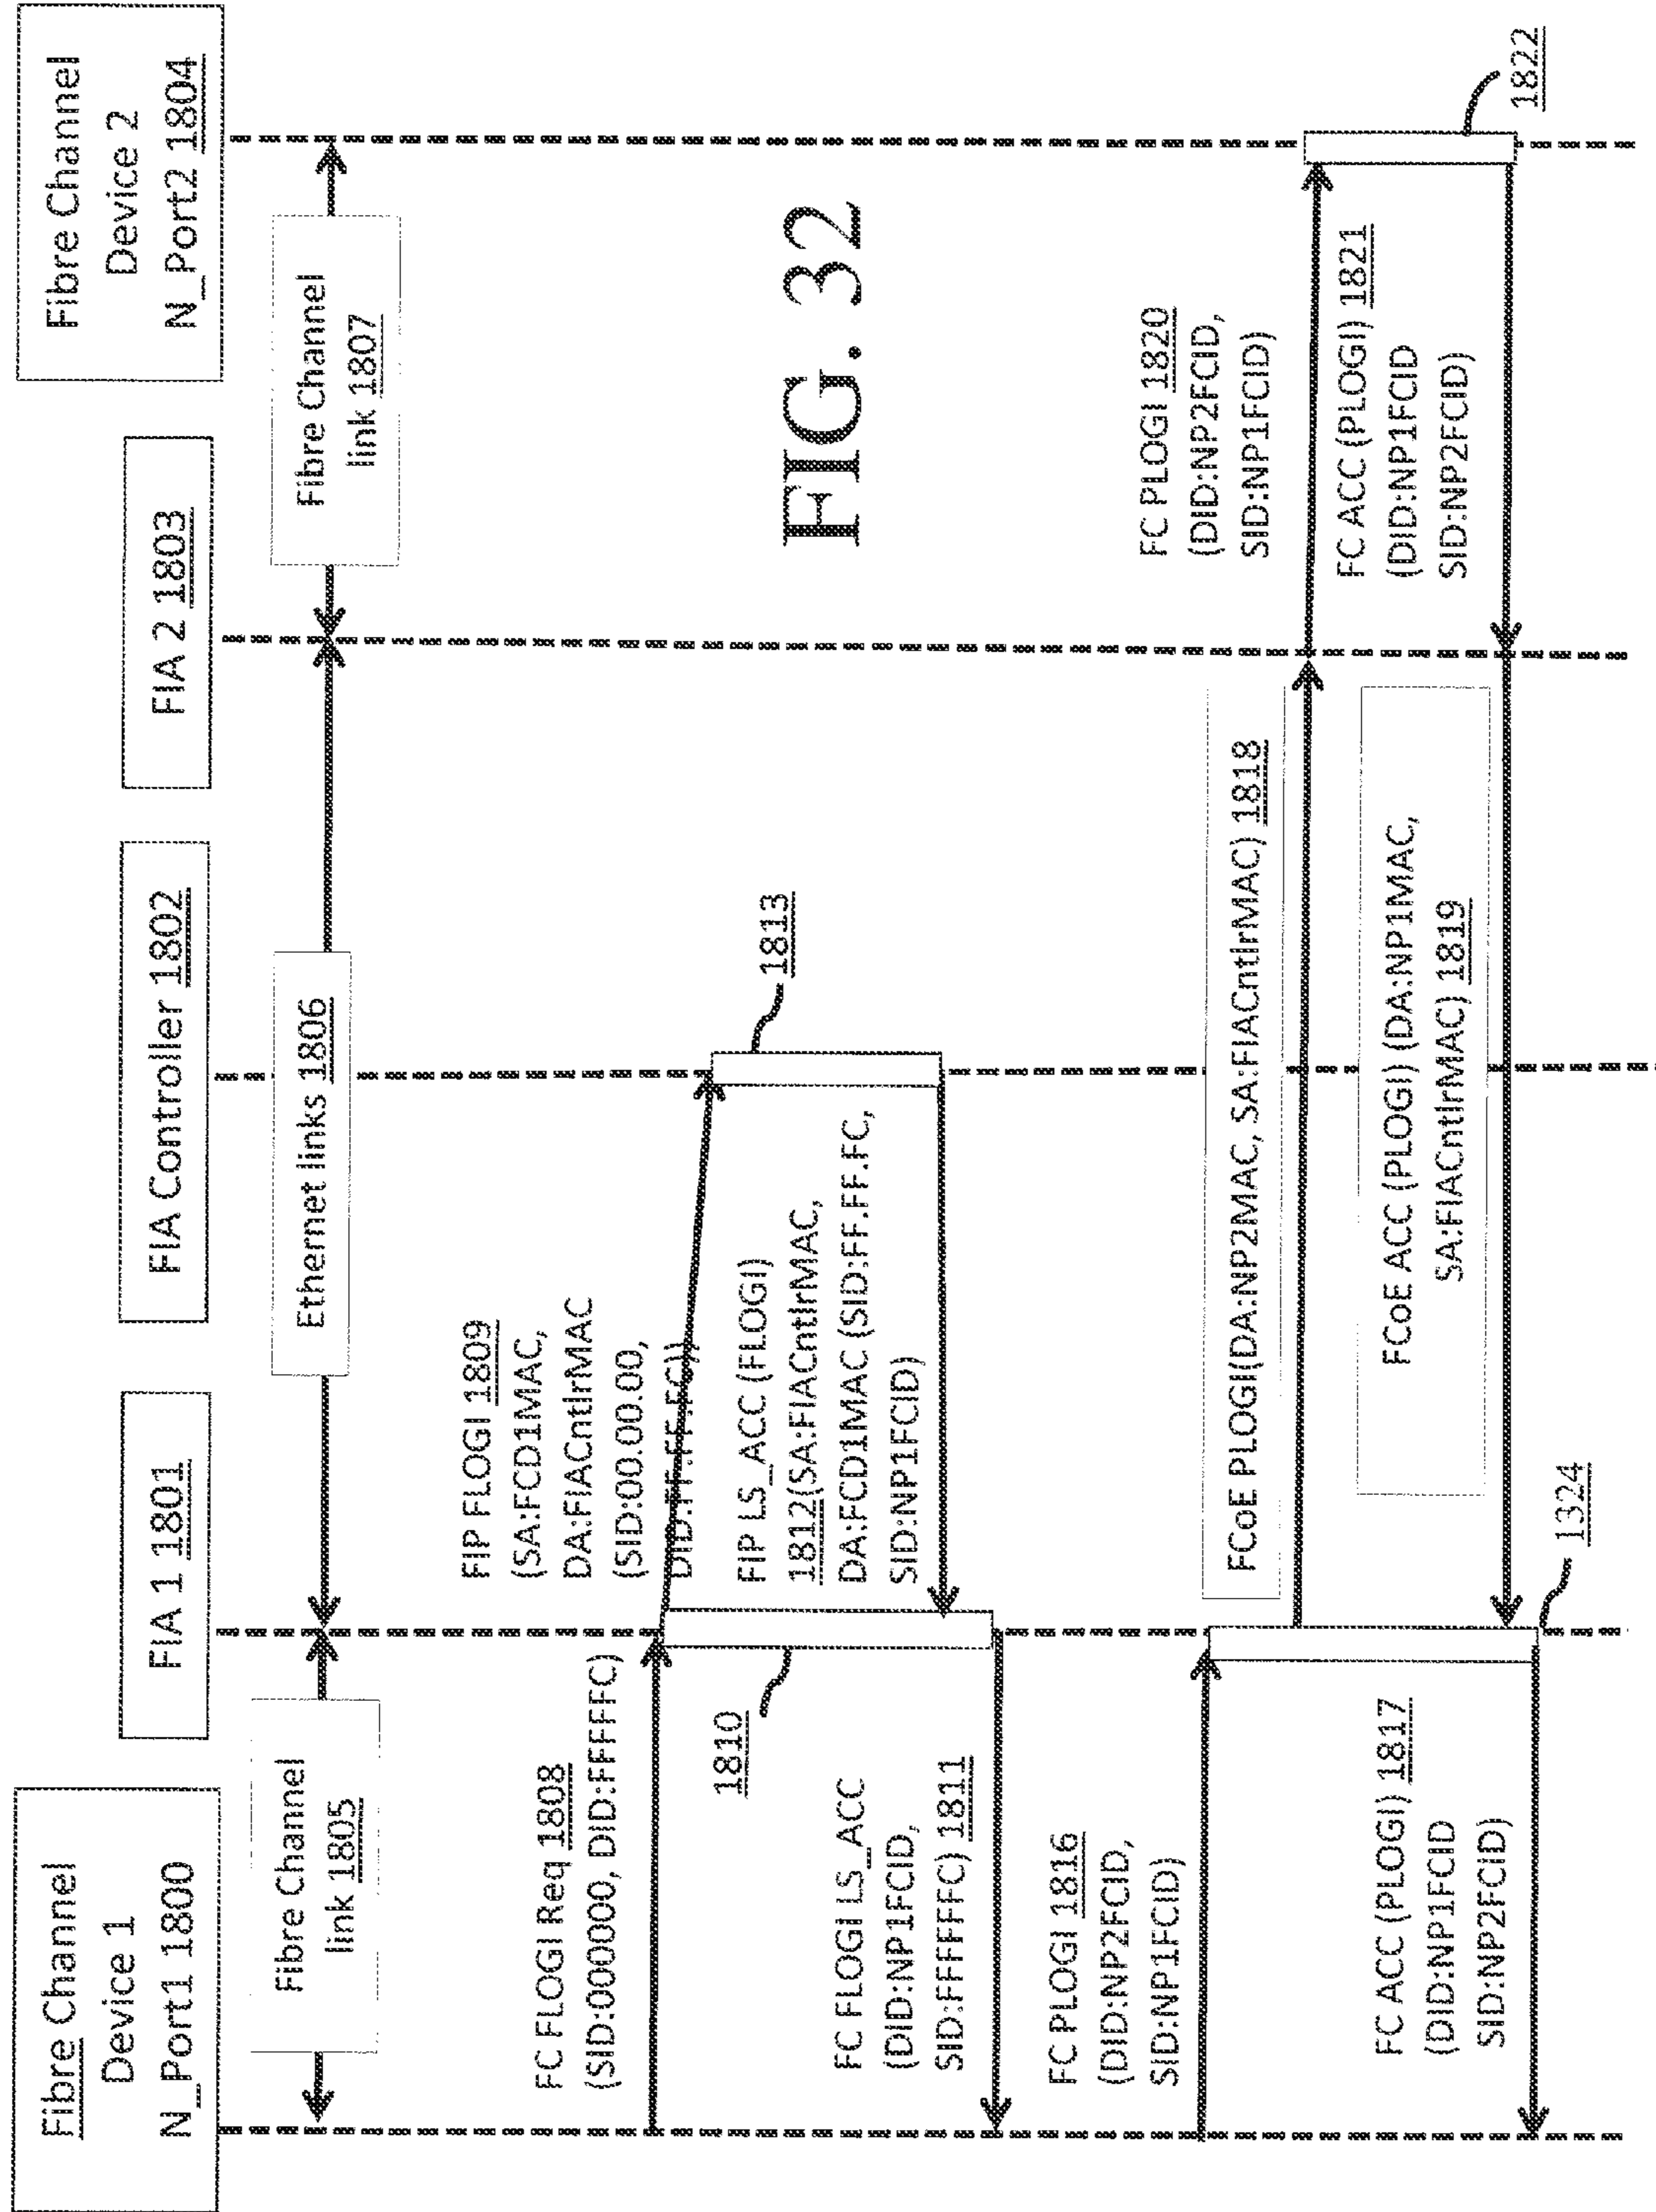 Fibre Channel
Device 1
N_Port1 1800
FIA 1 1801
FIA Controller 1802
FIA 2 1803
Fibre Channel
Device 2
N_Port2 1804
Fibre Channel
link 1805
Ethernet links 1806
Fibre Channel
link 1807
FC FLOGI Req 1808
(SID:000000, DID:FFFFFC)
FIP FLOGI 1809
(SA:FCD1MAC,
DA:FIACntlrMAC
(SID:00.00.00,
DID:FF.FF.FC))
1810
1813
FIP LS_ACC (FLOGI)
1812(SA:FIACntlrMAC,
DA:FCD1MAC (SID:FF.FF.FC,
SID:NP1FCID)
FC FLOGI LS_ACC
(DID:NP1FCID,
SID:FFFFFC) 1811
FIG. 32
FC PLOGI 1816
(DID:NP2FCID,
SID:NP1FCID)
FCoE PLOGI(DA:NP2MAC, SA:FIACntlrMAC) 1818
FC PLOGI 1820
(DID:NP2FCID,
SID:NP1FCID)
FC ACC (PLOGI) 1821
(DID:NP1FCID
SID:NP2FCID)
1822
FCoE ACC (PLOGI) (DA:NP1MAC,
SA:FIACntlrMAC) 1819
FC ACC (PLOGI) 1817
(DID:NP1FCID
SID:NP2FCID)
1324